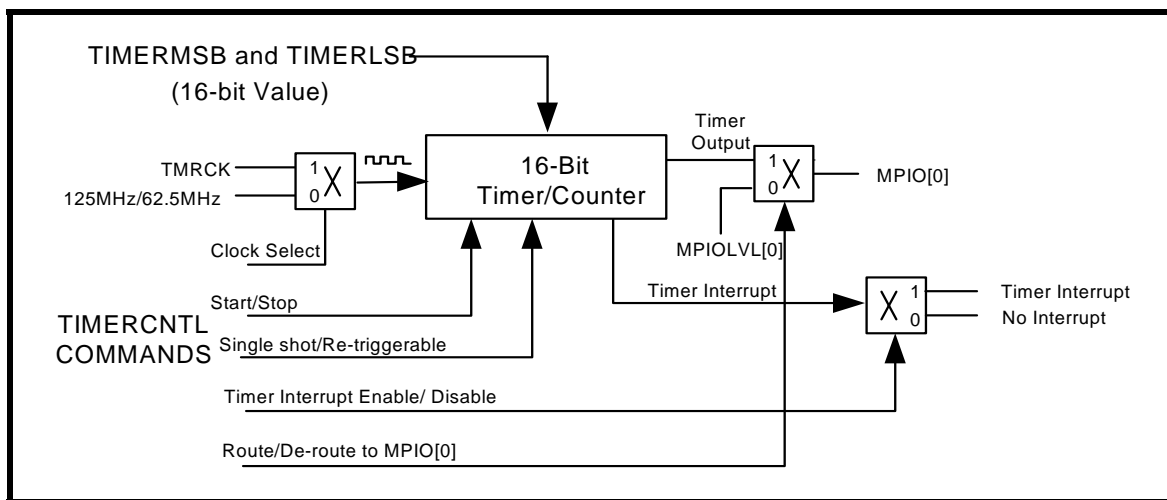 TIMERMSB and TIMERLSB
(16-bit Value)
Timer
Output
TMRCK
125MHz/62.5MHz
1
0
X
16-Bit
Timer/Counter
1
0
X
MPIO[0]
Clock Select
MPIOLVL[0]
Start/Stop
Timer Interrupt
X
1
0
Timer Interrupt
No Interrupt
TIMERCNTL
COMMANDS
Single shot/Re-triggerable
Timer Interrupt Enable/ Disable
Route/De-route to MPIO[0]